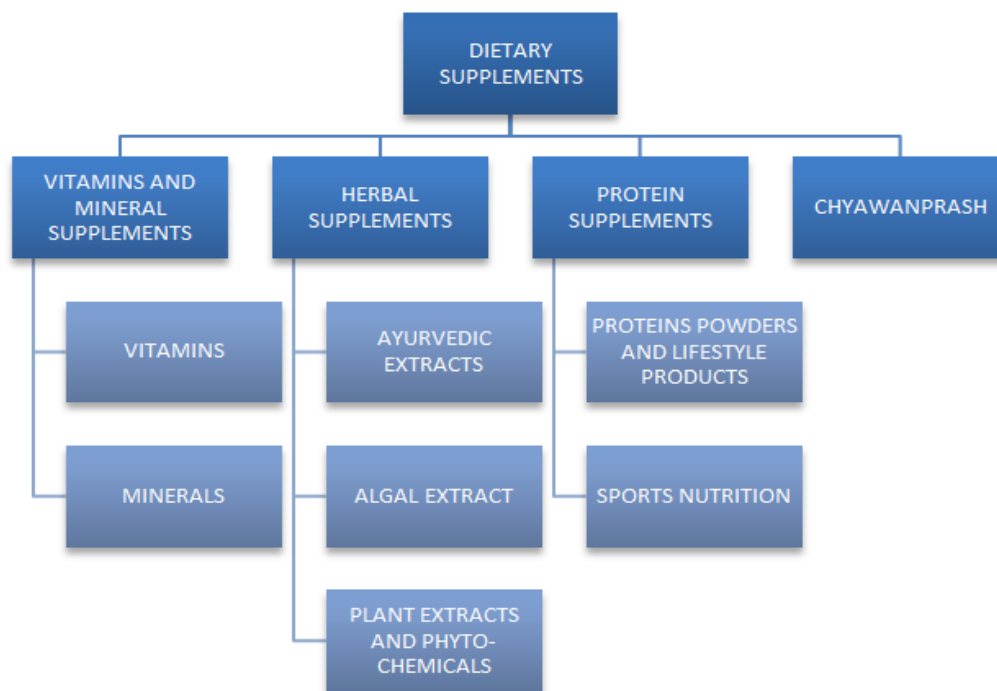 DIETARY
SUPPLEMENTS
VITAMINS AND
MINERAL
SUPPLEMENTS
HERBAL
SUPPLEMENTS
PROTEIN
SUPPLEMENTS
CHYAWANPRASH
VITAMINS
AYURVEDIC
EXTRACTS
PROTEINS POWDERS
AND LIFESTYLE
PRODUCTS
MINERALS
ALGAL EXTRACT
SPORTS NUTRITION
PLANT EXTRACTS
AND PHYTO-
CHEMICALS